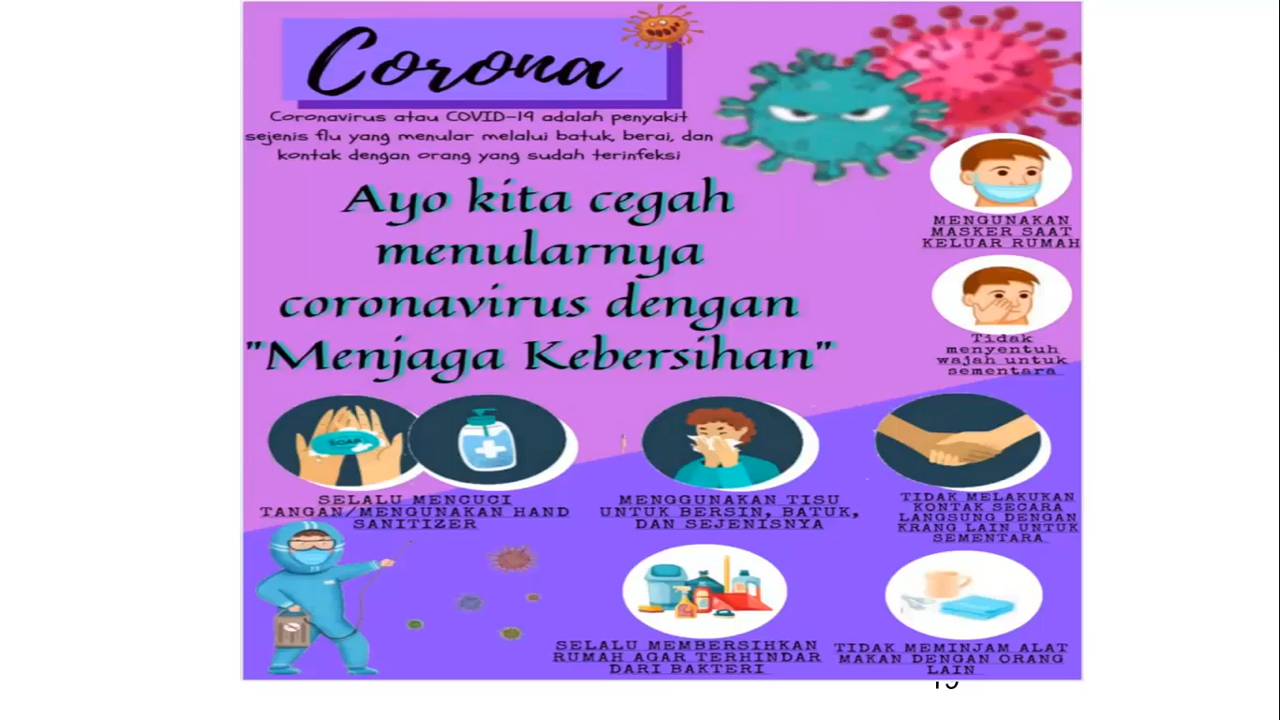 Corona
Coronavirus atau COVID-19 adalah penyakit
sejenis flu yang menular melalui batuk, berai, dan
kontak dengan orang yang sudah terinfeksi
Ayo kita cegah
menularnya
coronavirus dengan
"Menjaga Kebersihan"
MENGUNAKAN
MASKER SAAT
KELUAR RUMAH
Tidak
menyentuh
wajah untuk
sementara
SOAP
SELALU MENCUCI
TANGAN/MENGUNAKAN HAND
SANITIZER
MENGGUNAKAN TISU
UNTUK BERSIN, BATUK,
DAN SEJENISNYA
TIDAK MELAKUKAN
KONTAK SECARA
LANGSUNG DENGAN
KRANG LAIN UNTUK
SEMENTARA
SELALU MEMBERSIHKAN
RUMAH AGAR TERHINDAR
DARI BAKTERI
TIDAK MEMINJAM ALAT
MAKAN DENGAN ORANG
LAIN